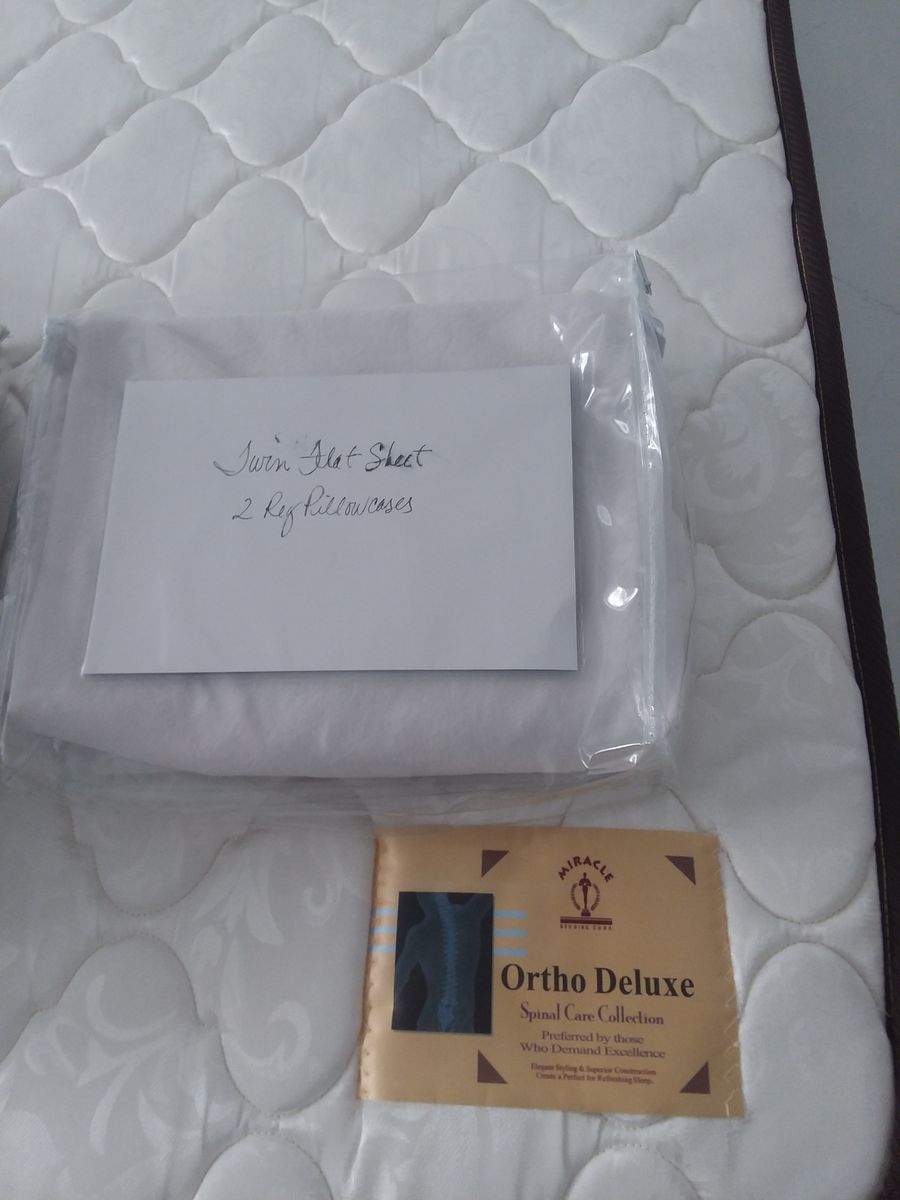 Twin Flat Sheet
2 Reg Pillowcases
MIRACLE
BEDDING CORP.
Ortho Deluxe
Spinal Care Collection
Preferred by those
Who Demand Excellence
Elegant Styling & Superior Construction
Create a Perfect for Refreshing Sleep.